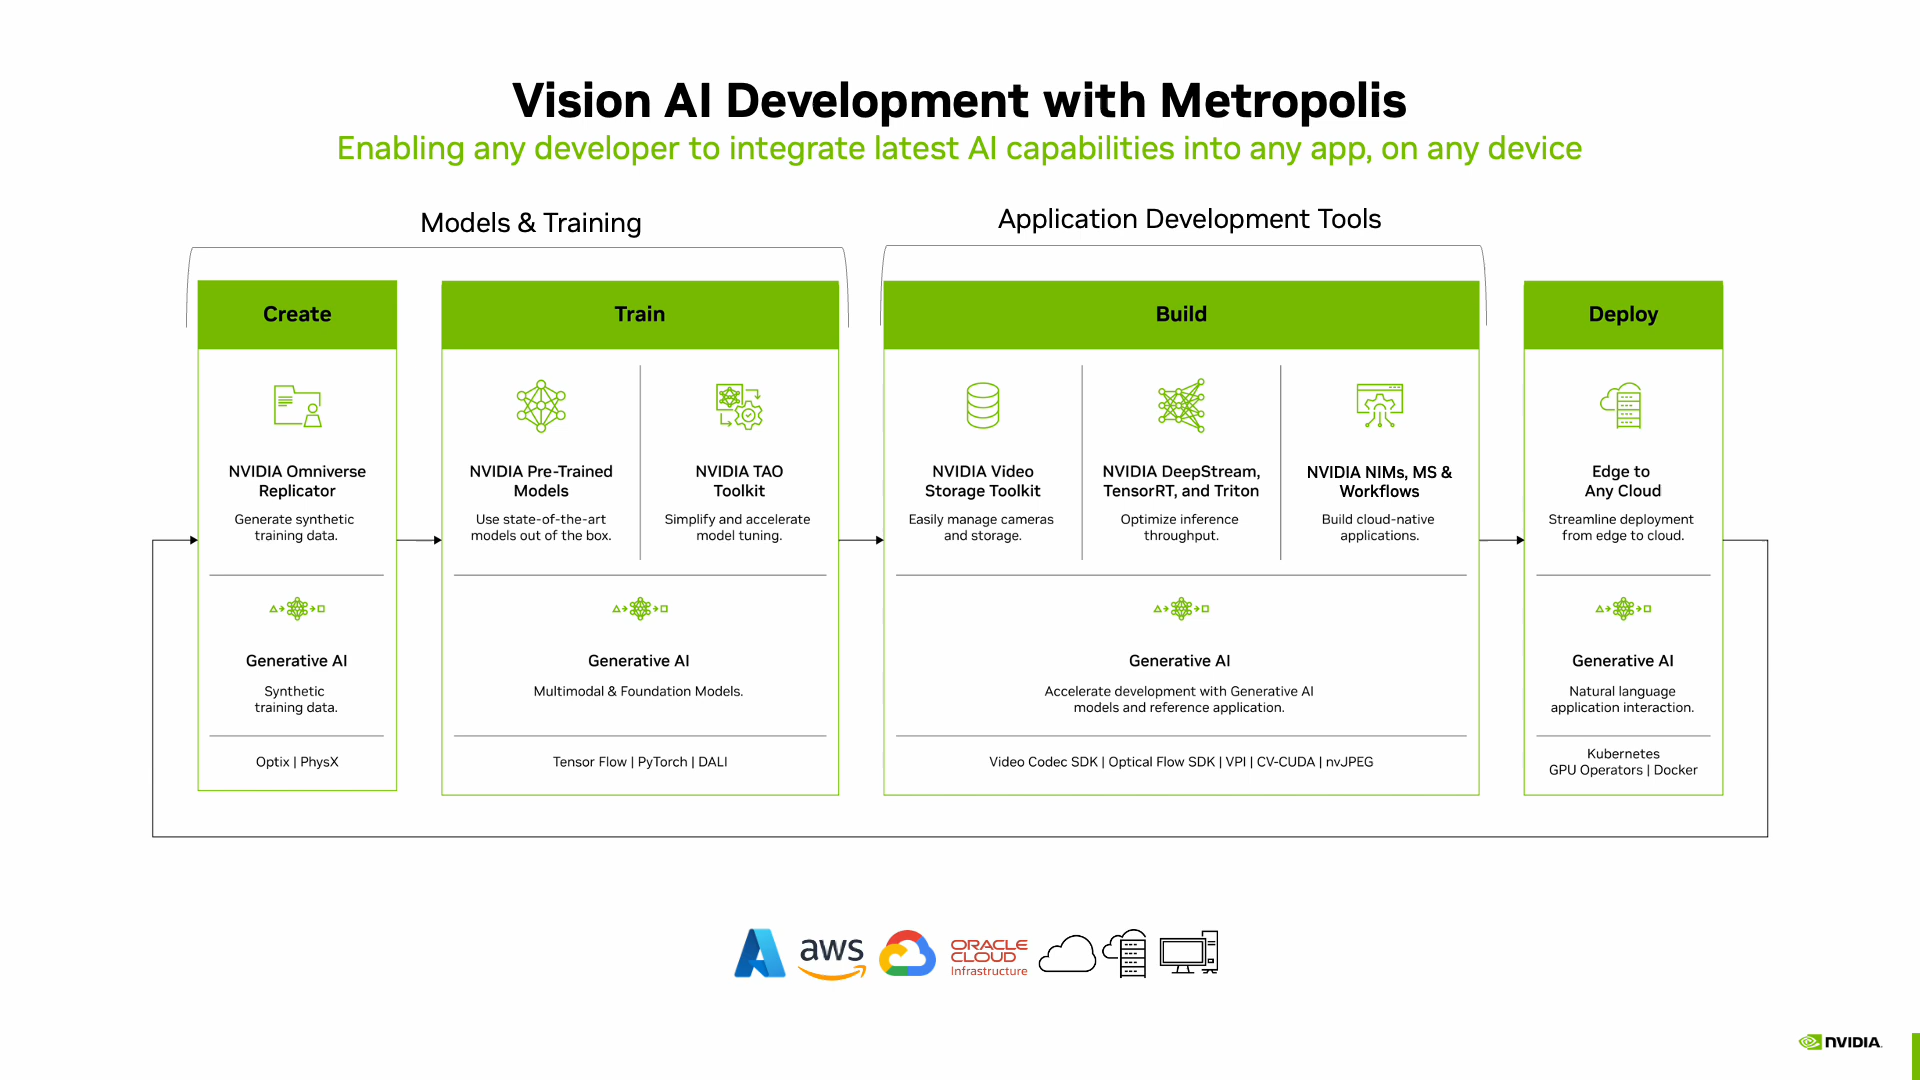 Vision AI Development with Metropolis
Enabling any developer to integrate latest AI capabilities into any app, on any device
Models & Training
Application Development Tools
Create
NVIDIA Omniverse
Replicator
Generate synthetic
training data.
Generative AI
Synthetic
training data.
Optix | PhysX
Train
NVIDIA Pre-Trained
Models
Use state-of-the-art
models out of the box.
NVIDIA TAO
Toolkit
Simplify and accelerate
model tuning.
Generative AI
Multimodal & Foundation Models.
Tensor Flow | PyTorch | DALI
Build
NVIDIA Video
Storage Toolkit
Easily manage cameras
and storage.
NVIDIA DeepStream,
TensorRT, and Triton
Optimize inference
throughput.
NVIDIA NIMs, MS &
Workflows
Build cloud-native
applications.
Generative AI
Accelerate development with Generative AI
models and reference application.
Video Codec SDK | Optical Flow SDK | VPI | CV-CUDA | nvJPEG
Deploy
Edge to
Any Cloud
Streamline deployment
from edge to cloud.
Generative AI
Natural language
application interaction.
Kubernetes
GPU Operators | Docker
aws
ORACLE
CLOUD
Infrastructure
NVIDIA